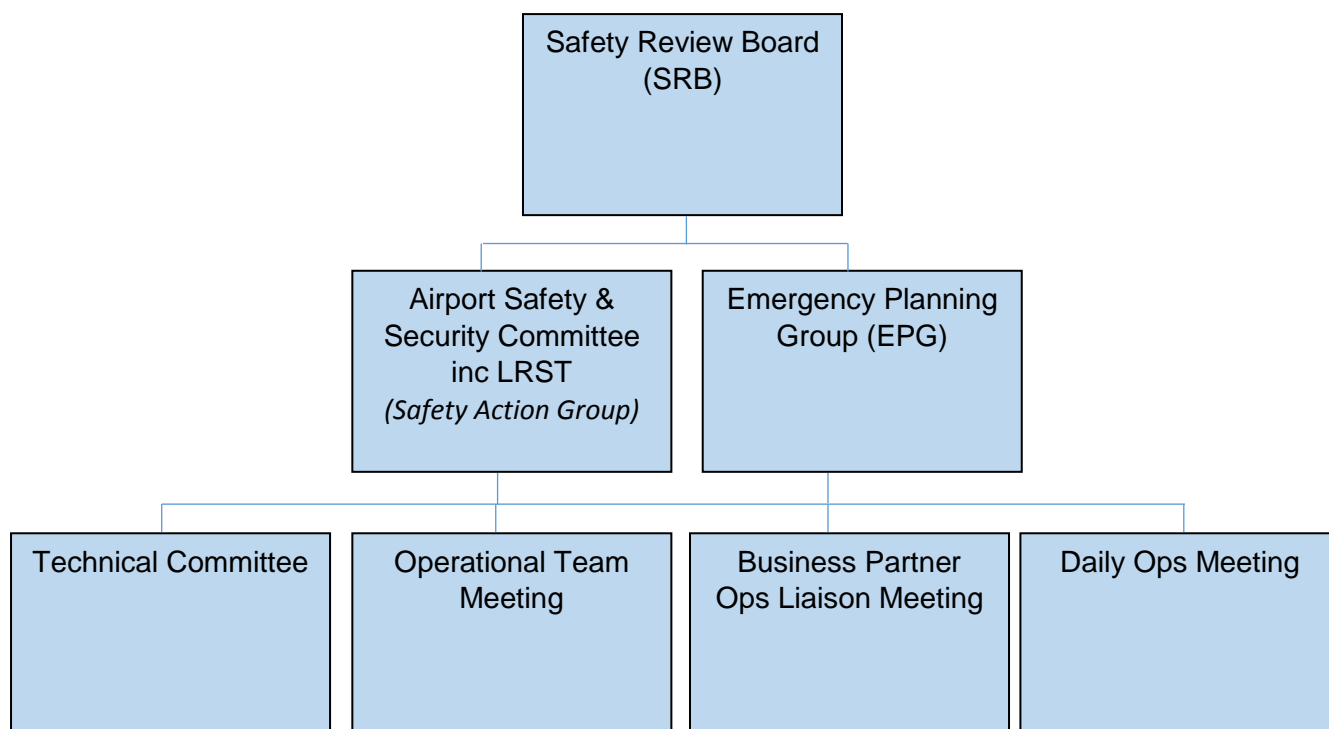 Safety Review Board
(SRB)
Airport Safety &
Security Committee
inc LRST
(Safety Action Group)
Emergency Planning
Group (EPG)
Technical Committee
Operational Team
Meeting
Business Partner
Ops Liaison Meeting
Daily Ops Meeting